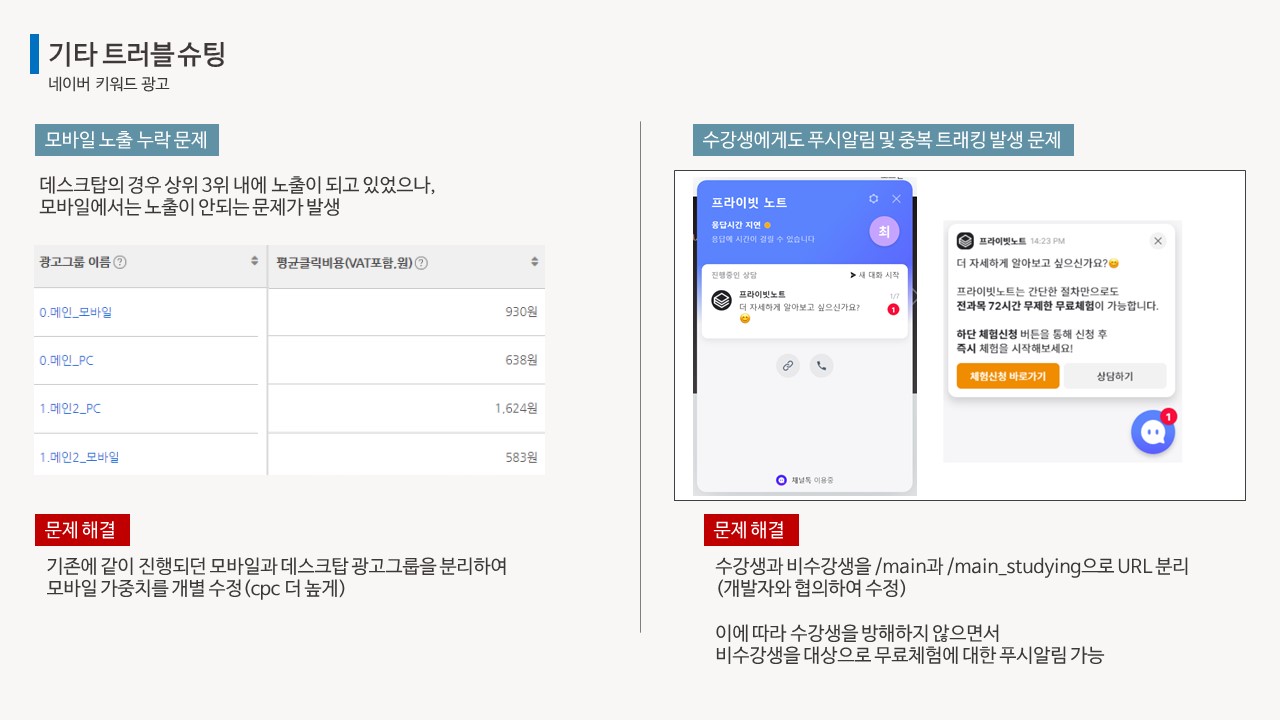 기타 트러블슈팅
네이버 키워드 광고
모바일 노출 누락 문제
데스크탑의 경우 상위 3위 내에 노출이 되고 있었으나,
모바일에서는 노출이 안되는 문제가 발생
광고그룹 이름 ?
평균클릭비용(VAT포함,원) ?
0.메인_모바일
930원
0.메인_PC
638원
1.메인2_PC
1,624원
1.메인2_모바일
583원
문제 해결
기존에 같이 진행되던 모바일과 데스크탑 광고그룹을 분리하여
모바일 가중치를 개별 수정(cpc 더 높게)
수강생에게도 푸시알림 및 중복 트래킹 발생 문제
프라이빗 노트
응답시간 지연
응답에 시간이 걸릴 수 있습니다
최
진행중인 상담
새 대화 시작
프라이빗노트
1/7
더 자세하게 알아보고 싶으신가요?
😊
1
채널톡 이용중
프라이빗노트 14:23 PM
더 자세하게 알아보고 싶으신가요?😊
프라이빗노트는 간단한 절차만으로도
전과목 72시간 무제한 무료체험이 가능합니다.
하단 체험신청 버튼을 통해 신청 후
즉시 체험을 시작해보세요!
체험신청 바로가기
상담하기
1
문제 해결
수강생과 비수강생을 /main과 /main_studying으로 URL 분리
(개발자와 협의하여 수정)
이에 따라 수강생을 방해하지 않으면서
비수강생을 대상으로 무료체험에 대한 푸시알림 가능